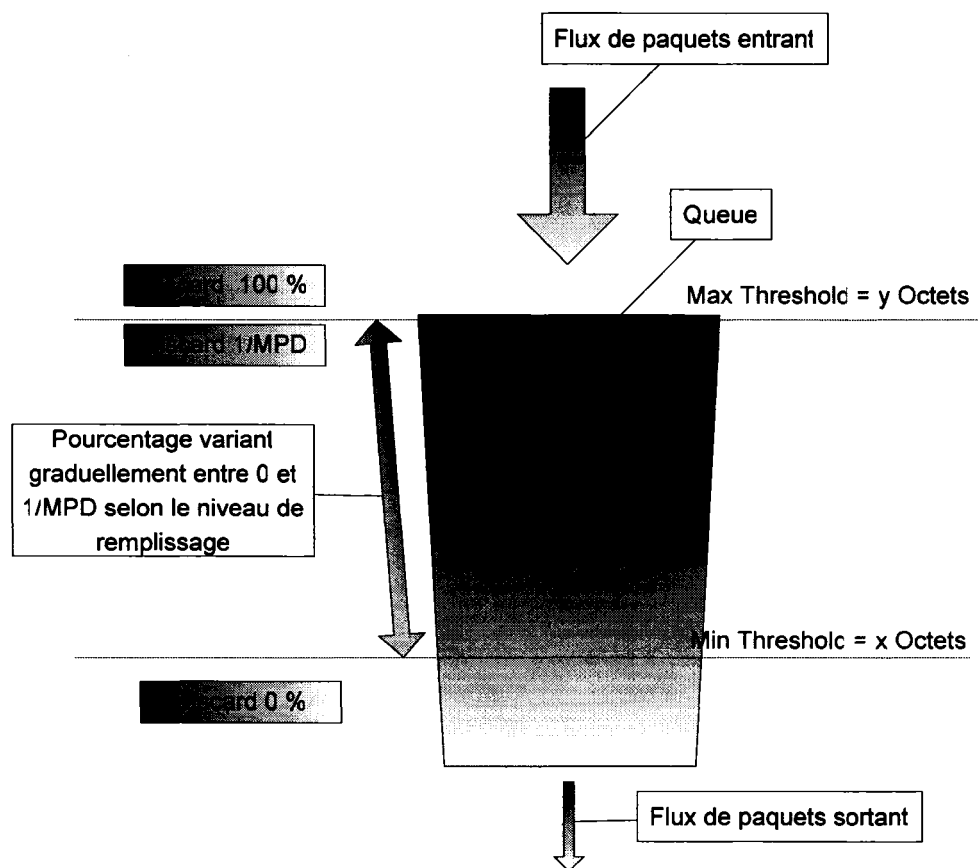 Flux de paquets entrant
Queue
100 %
Max Threshold = y Octets
1/MPD
Pourcentage variant
graduellement entre 0 et
1/MPD selon le niveau de
remplissage
Min Threshold = x Octets
0 %
Flux de paquets sortant